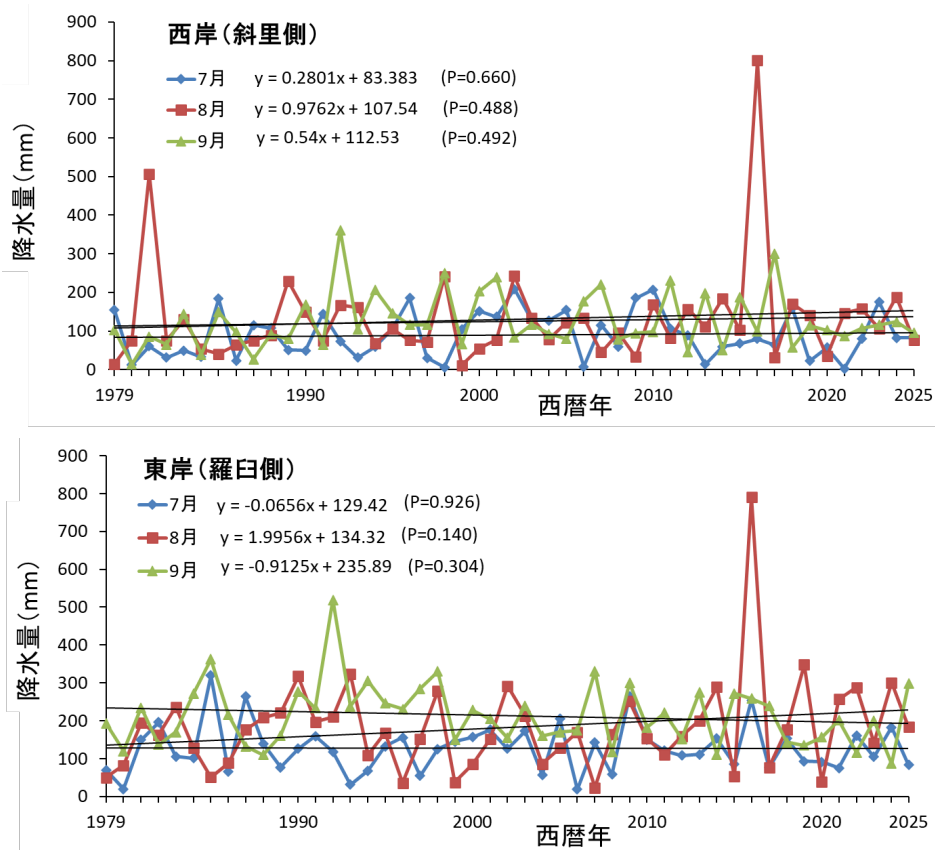 西岸（斜里側）
7月 y = 0.2801x + 83.383 (P=0.660)
8月 y = 0.9762x + 107.54 (P=0.488)
9月 y = 0.54x + 112.53 (P=0.492)
降水量（mm）
900
800
700
600
500
400
300
200
100
0
1979 1990 2000 2010 2020 2025
西暦年
東岸（羅臼側）
7月 y = -0.0656x + 129.42 (P=0.926)
8月 y = 1.9956x + 134.32 (P=0.140)
9月 y = -0.9125x + 235.89 (P=0.304)
降水量（mm）
900
800
700
600
500
400
300
200
100
0
1979 1990 2000 2010 2020 2025
西暦年